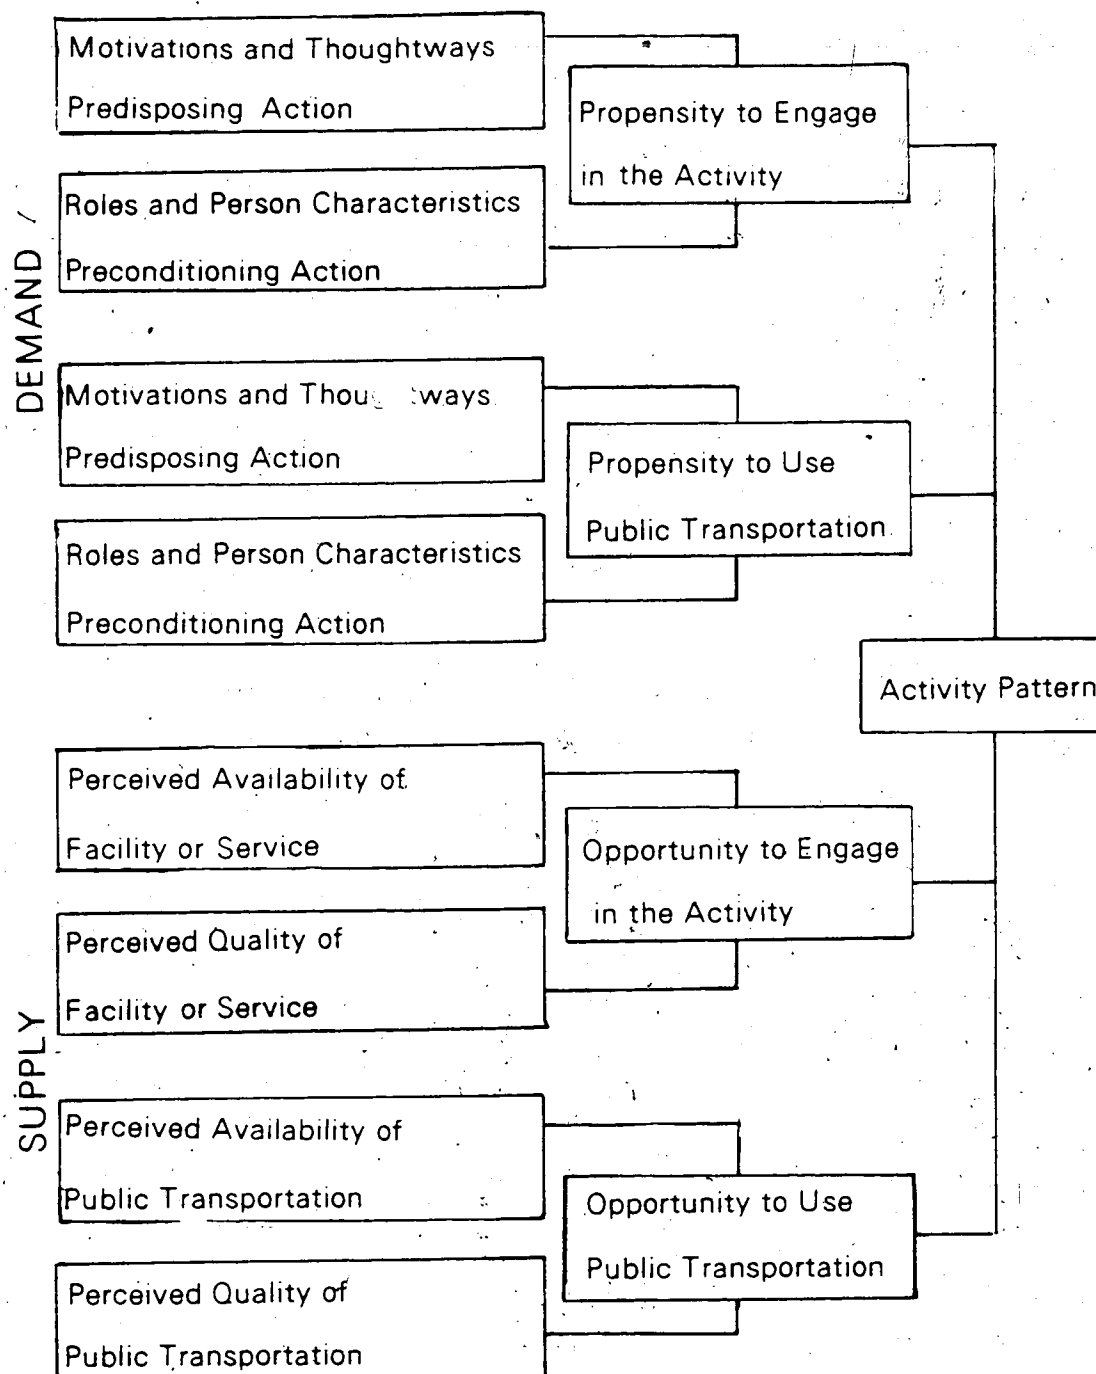 DEMAND
Motivations and Thoughtways
Predisposing Action
Roles and Person Characteristics
Preconditioning Action
Propensity to Engage
in the Activity
Motivations and
Predisposing Action
Roles and Person Characteristics
Preconditioning Action
Propensity to Use
Public Transportation
Activity Pattern
SUPPLY
Perceived Availability of
Facility or Service
Perceived Quality of
Facility or Service
Opportunity to Engage
in the Activity
Perceived Availability of
Public Transportation
Perceived Quality of
Public Transportation
Opportunity to Use
Public Transportation